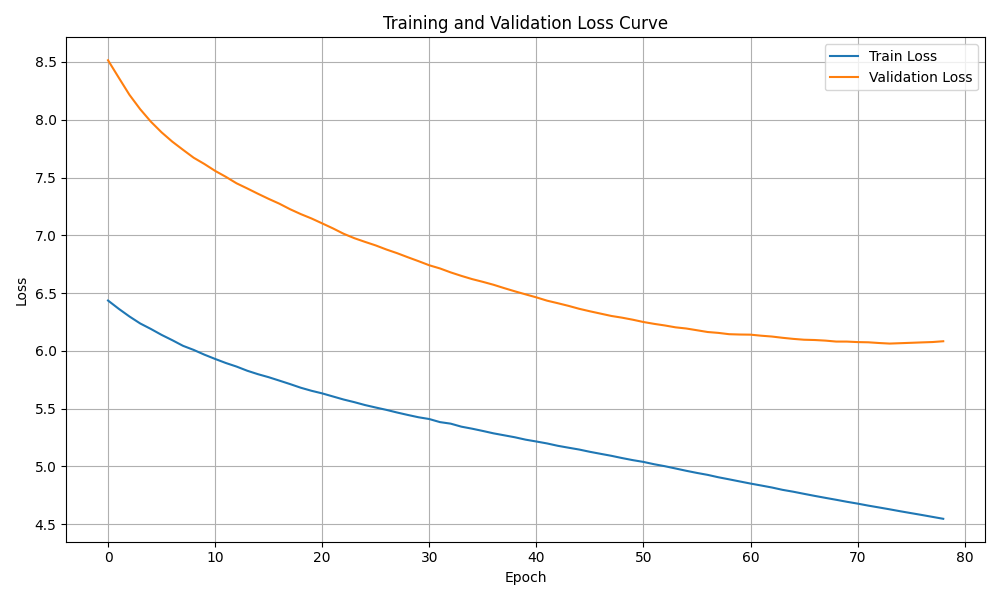 Training and Validation Loss Curve
Train Loss
Validation Loss
8.5
8.0
7.5
7.0
6.5
6.0
5.5
5.0
4.5
Loss
0 10 20 30 40 50 60 70 80
Epoch